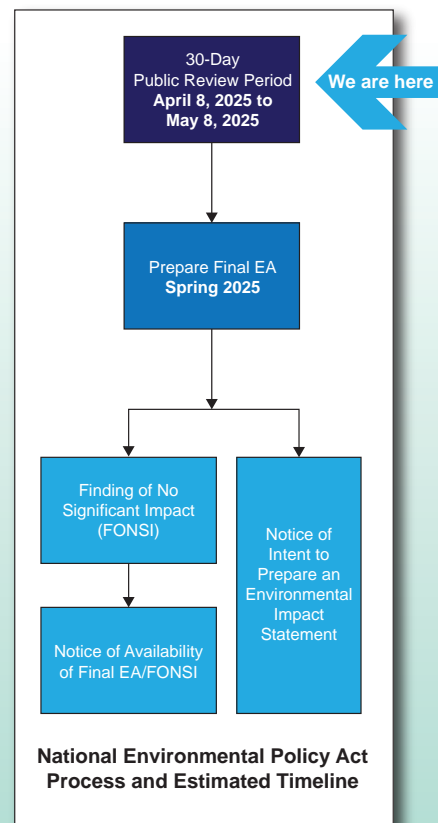 30-Day
Public Review Period
April 8, 2025 to
May 8, 2025
We are here
Prepare Final EA
Spring 2025
Finding of No
Significant Impact
(FONSI)
Notice of Availability
of Final EA/FONSI
Notice of
Intent to
Prepare an
Environmental
Impact
Statement
National Environmental Policy Act
Process and Estimated Timeline